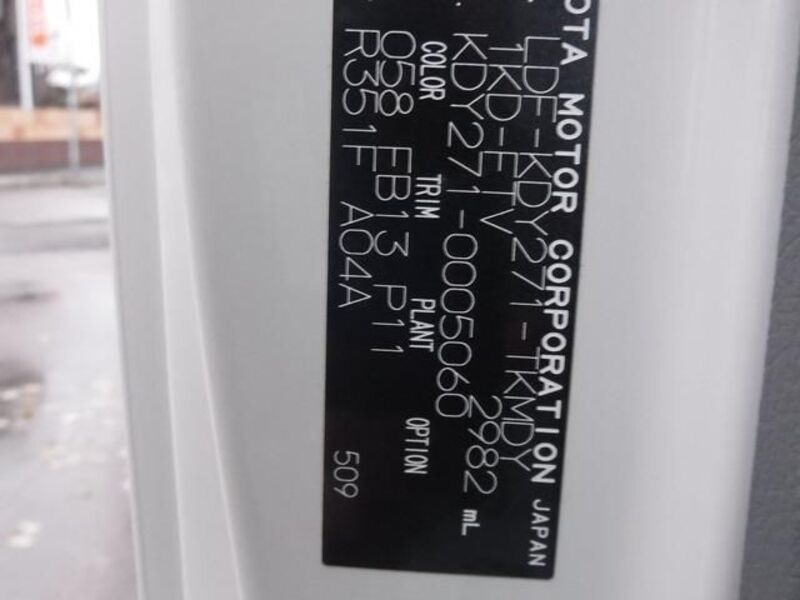 OTA MOTOR CORPORATION JAPAN
LDF-KDY271-TKMDY
1KD-FTV 2982 mL
KDY271-0005060
COLOR TRIM PLANT OPTION
058 FB13 P11
R351F A04A
509